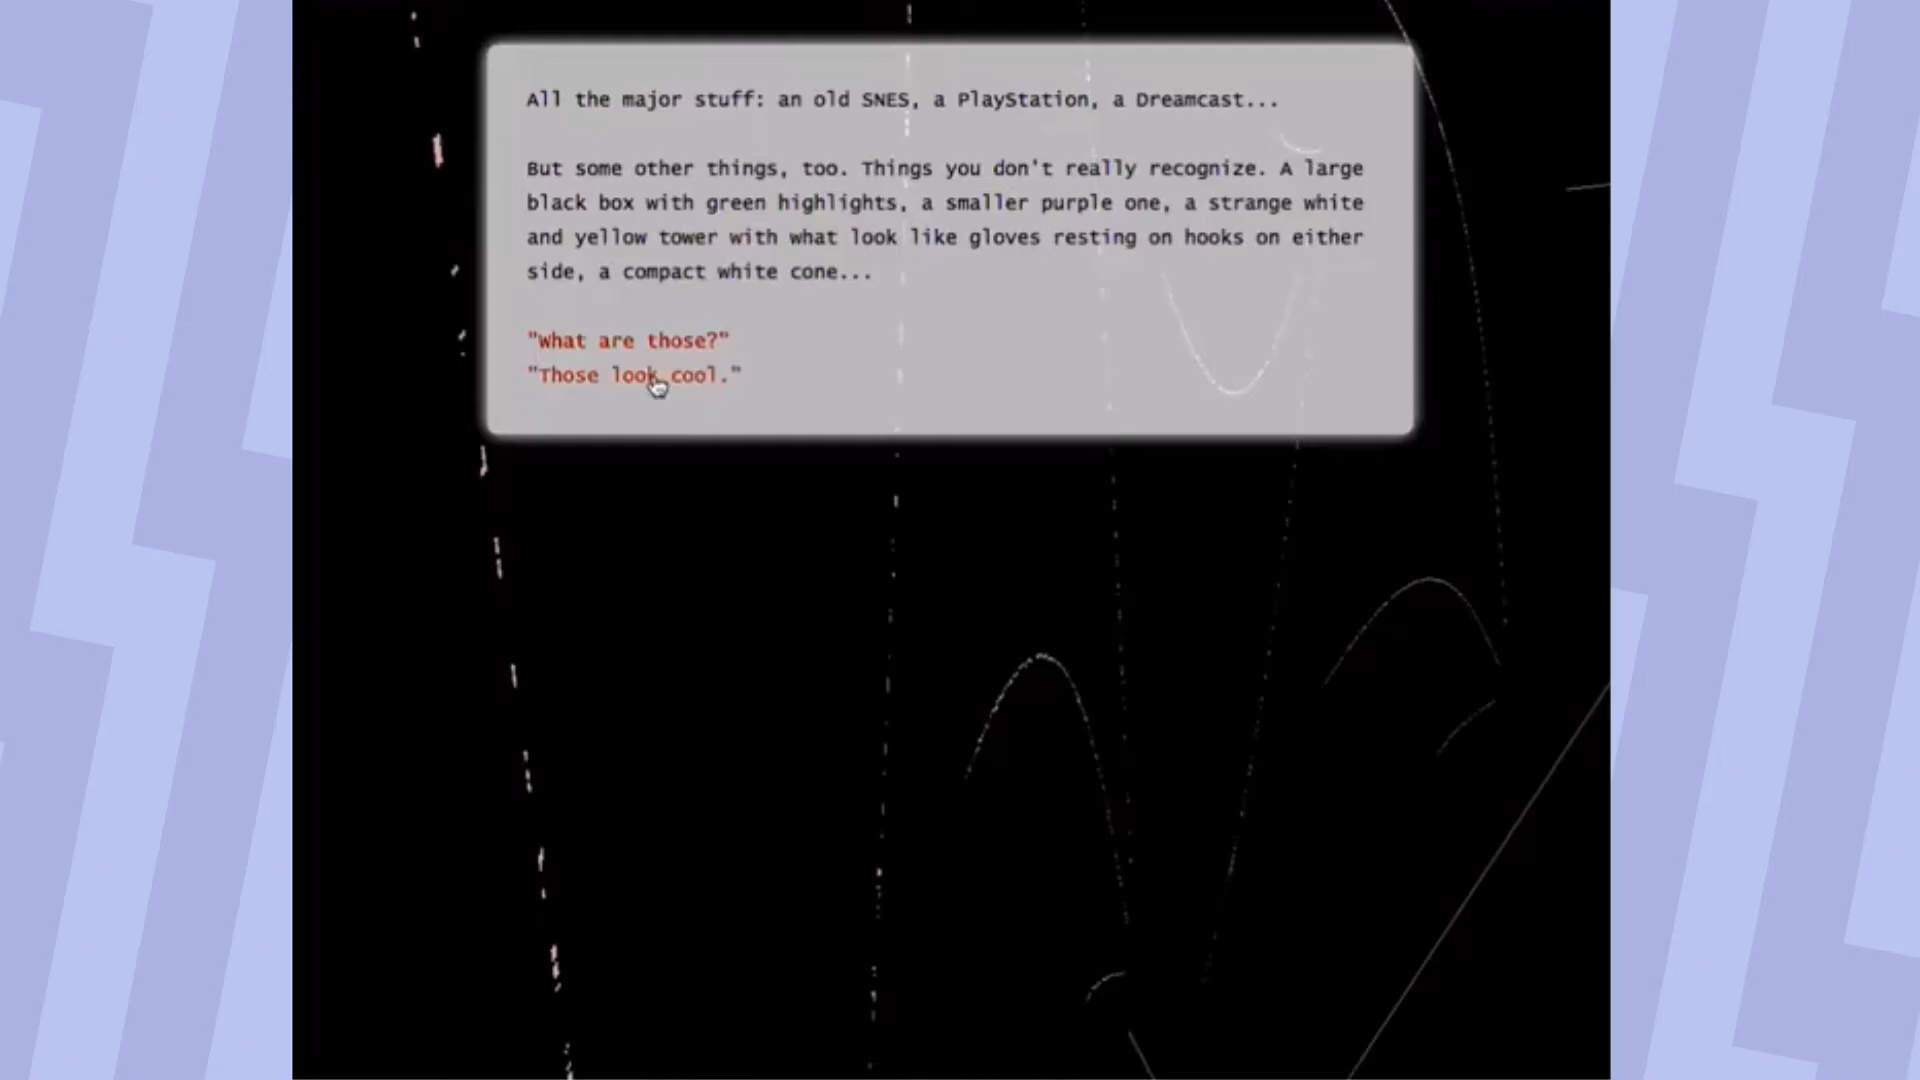 All the major stuff: an old SNES, a PlayStation, a Dreamcast...
But some other things, too. Things you don't really recognize. A large
black box with green highlights, a smaller purple one, a strange white
and yellow tower with what look like gloves resting on hooks on either
side, a compact white cone...
"What are those?"
"Those look cool."